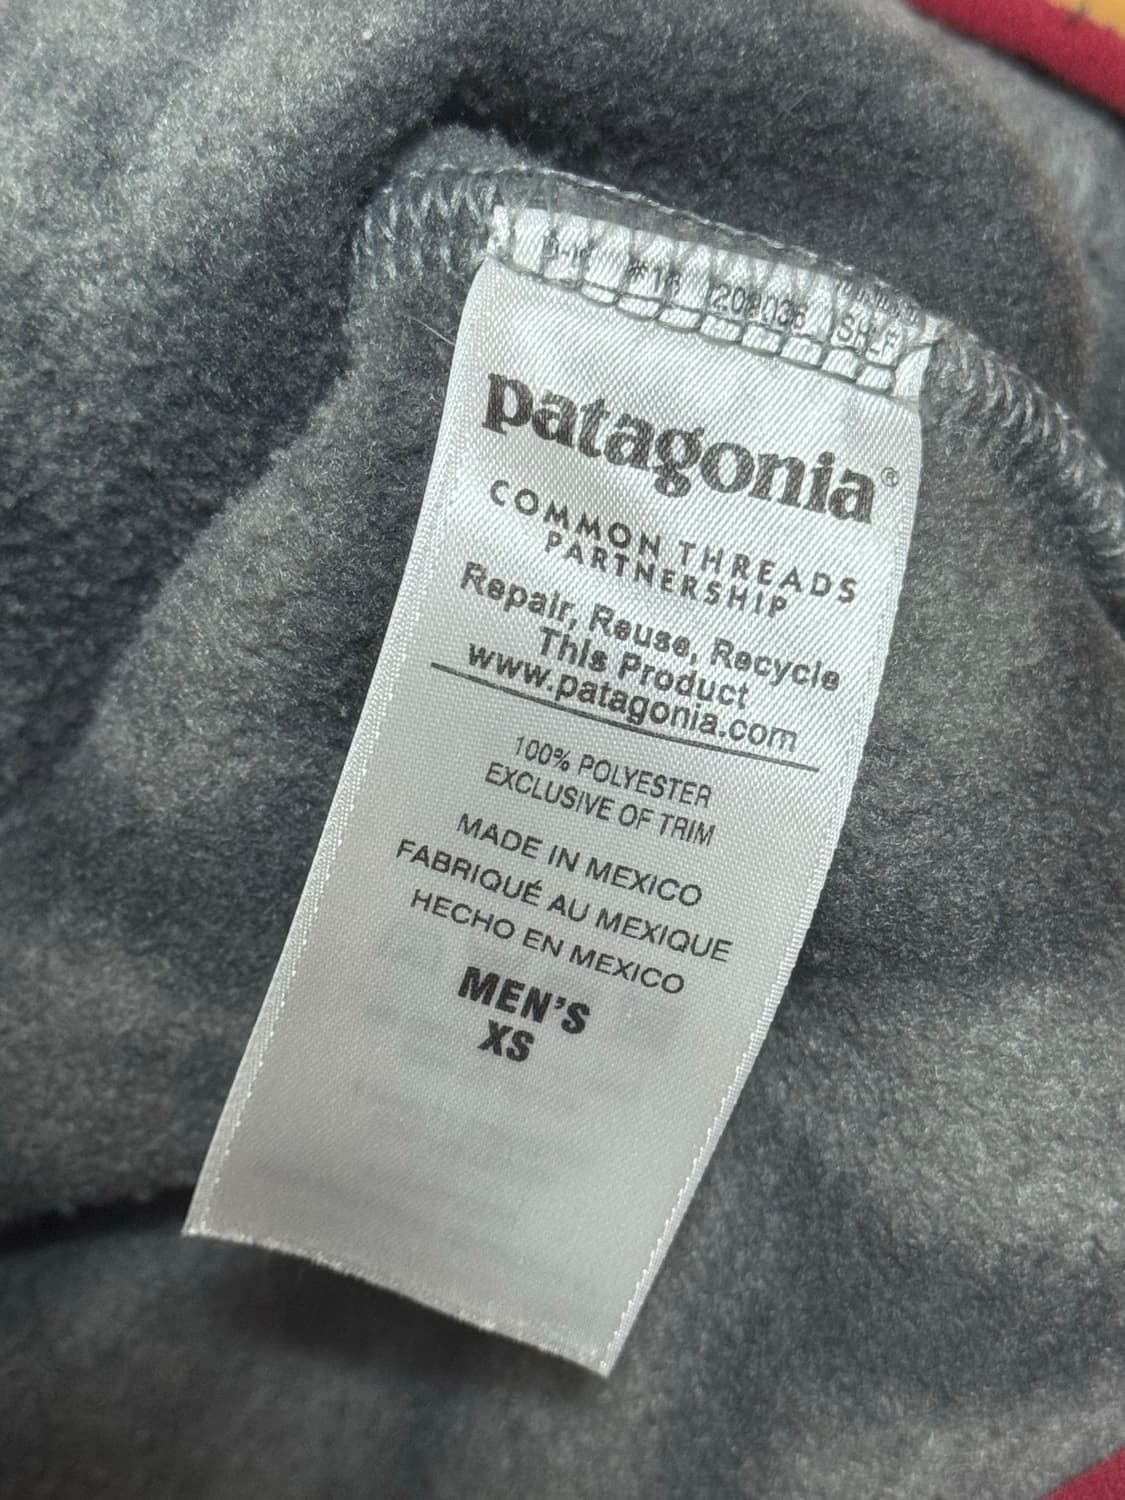 patagonia®
COMMON THREADS
PARTNERSHIP
Repair, Reuse, Recycle
This Product
www.patagonia.com
100% POLYESTER
EXCLUSIVE OF TRIM
MADE IN MEXICO
FABRIQUÉ AU MEXIQUE
HECHO EN MEXICO
MEN'S
XS